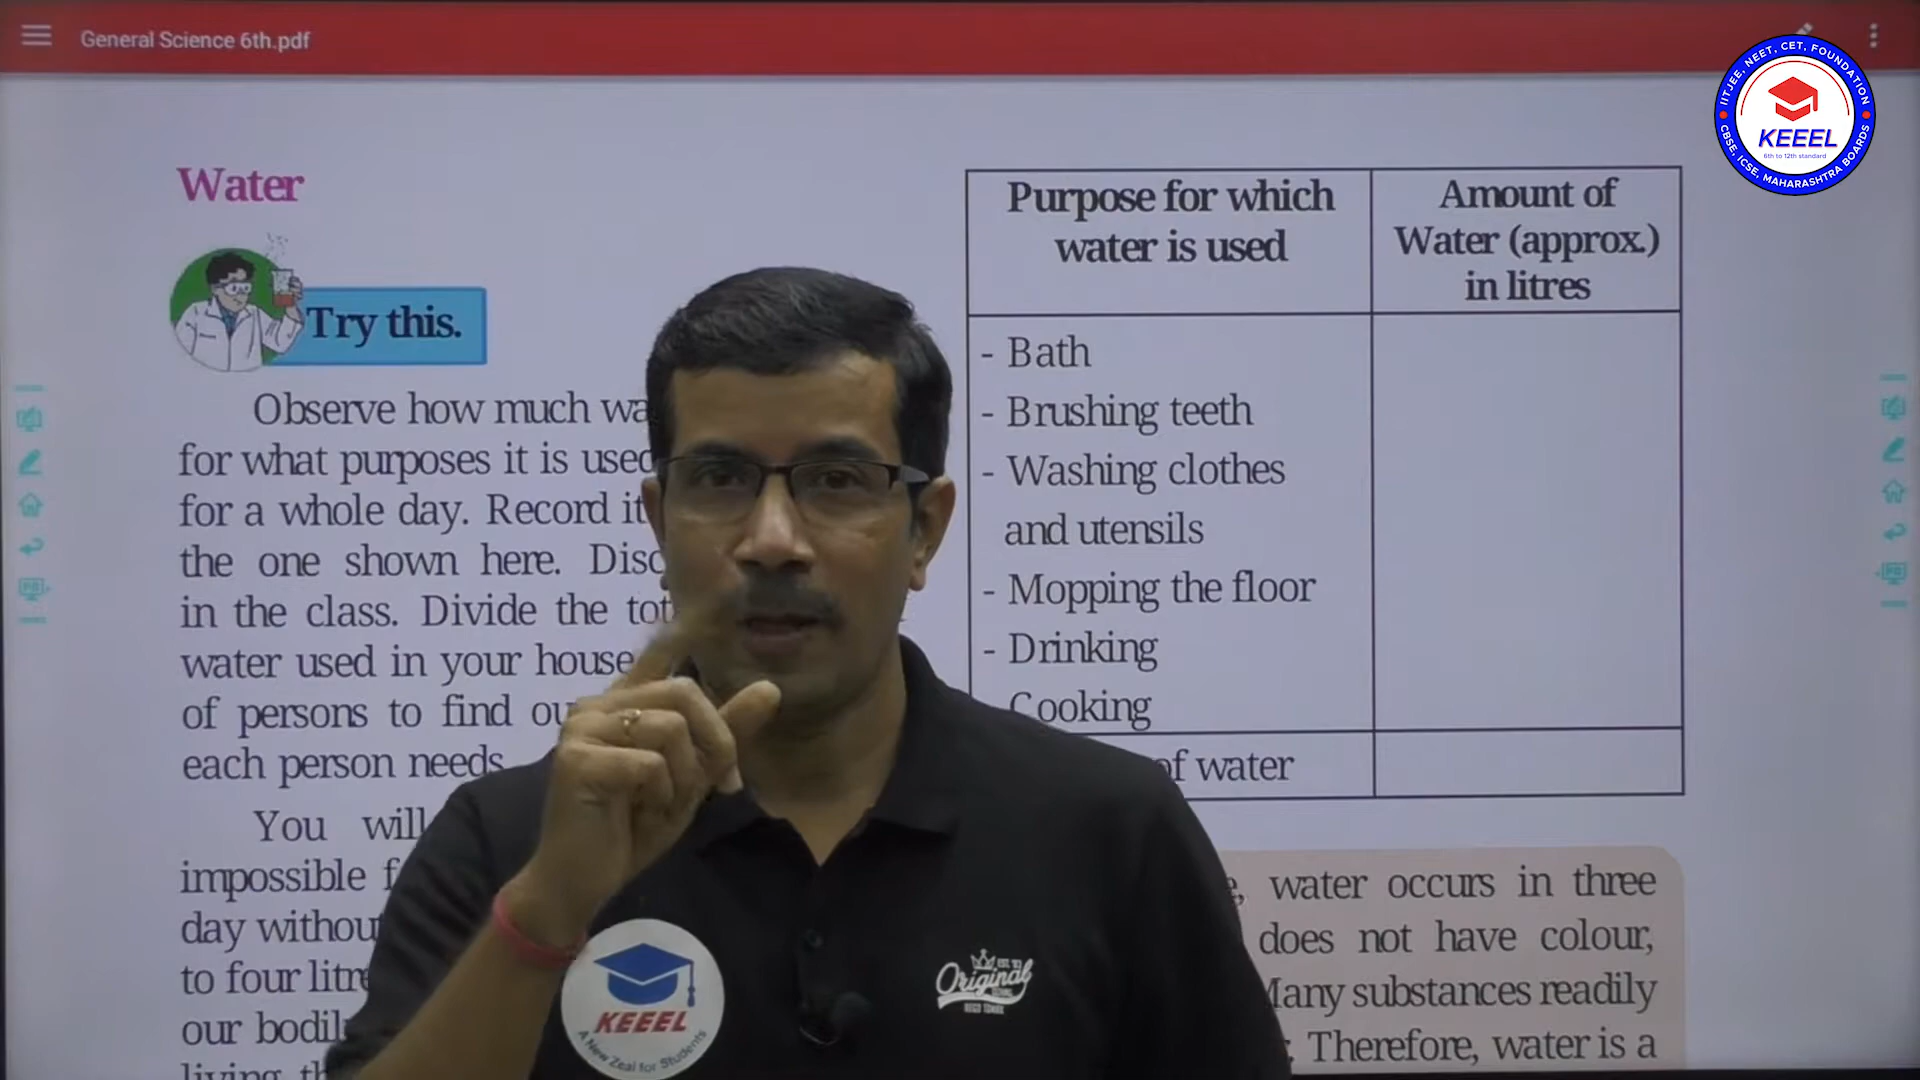 General Science 6th.pdf
IITJEE, NEET, CET, FOUNDATION
KEEEL
6th to 12th standard
CBSE, ICSE, MAHARASHTRA BOARDS
Water
Try this.
Observe how much wa
for what purposes it is used
for a whole day. Record it
the one shown here. Disc
in the class. Divide the tot
water used in your house
of persons to find ou
each person needs
You will
impossible f
day withou
to four litre
our bodil
living th
Purpose for which
water is used
Amount of
Water (approx.)
in litres
- Bath
- Brushing teeth
- Washing clothes
and utensils
- Mopping the floor
- Drinking
Cooking
of water
e, water occurs in three
does not have colour,
Many substances readily
. Therefore, water is a
KEEEL
A New Zeal for Students
Original